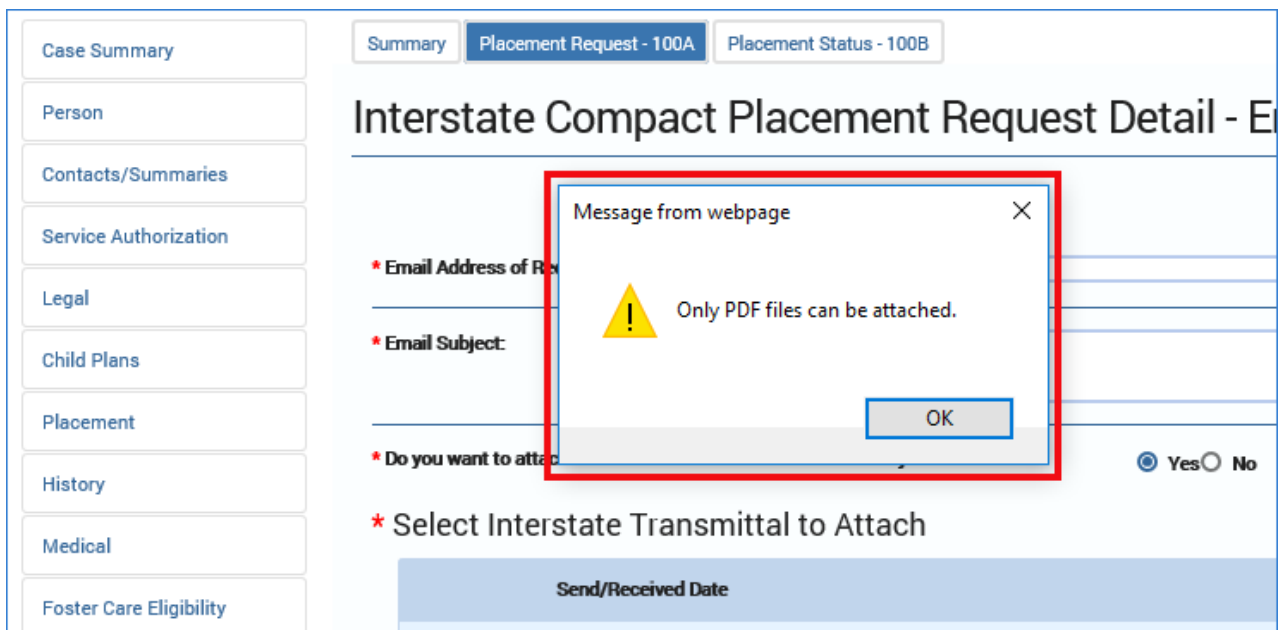 Case Summary
Person
Contacts/Summaries
Service Authorization
Legal
Child Plans
Placement
History
Medical
Foster Care Eligibility
Summary
Placement Request - 100A
Placement Status - 100B
Interstate Compact Placement Request Detail -
Message from webpage
Only PDF files can be attached.
OK
* Email Address of
* Email Subject:
* Do you want to
Yes No
* Select Interstate Transmittal to Attach
Send/Received Date